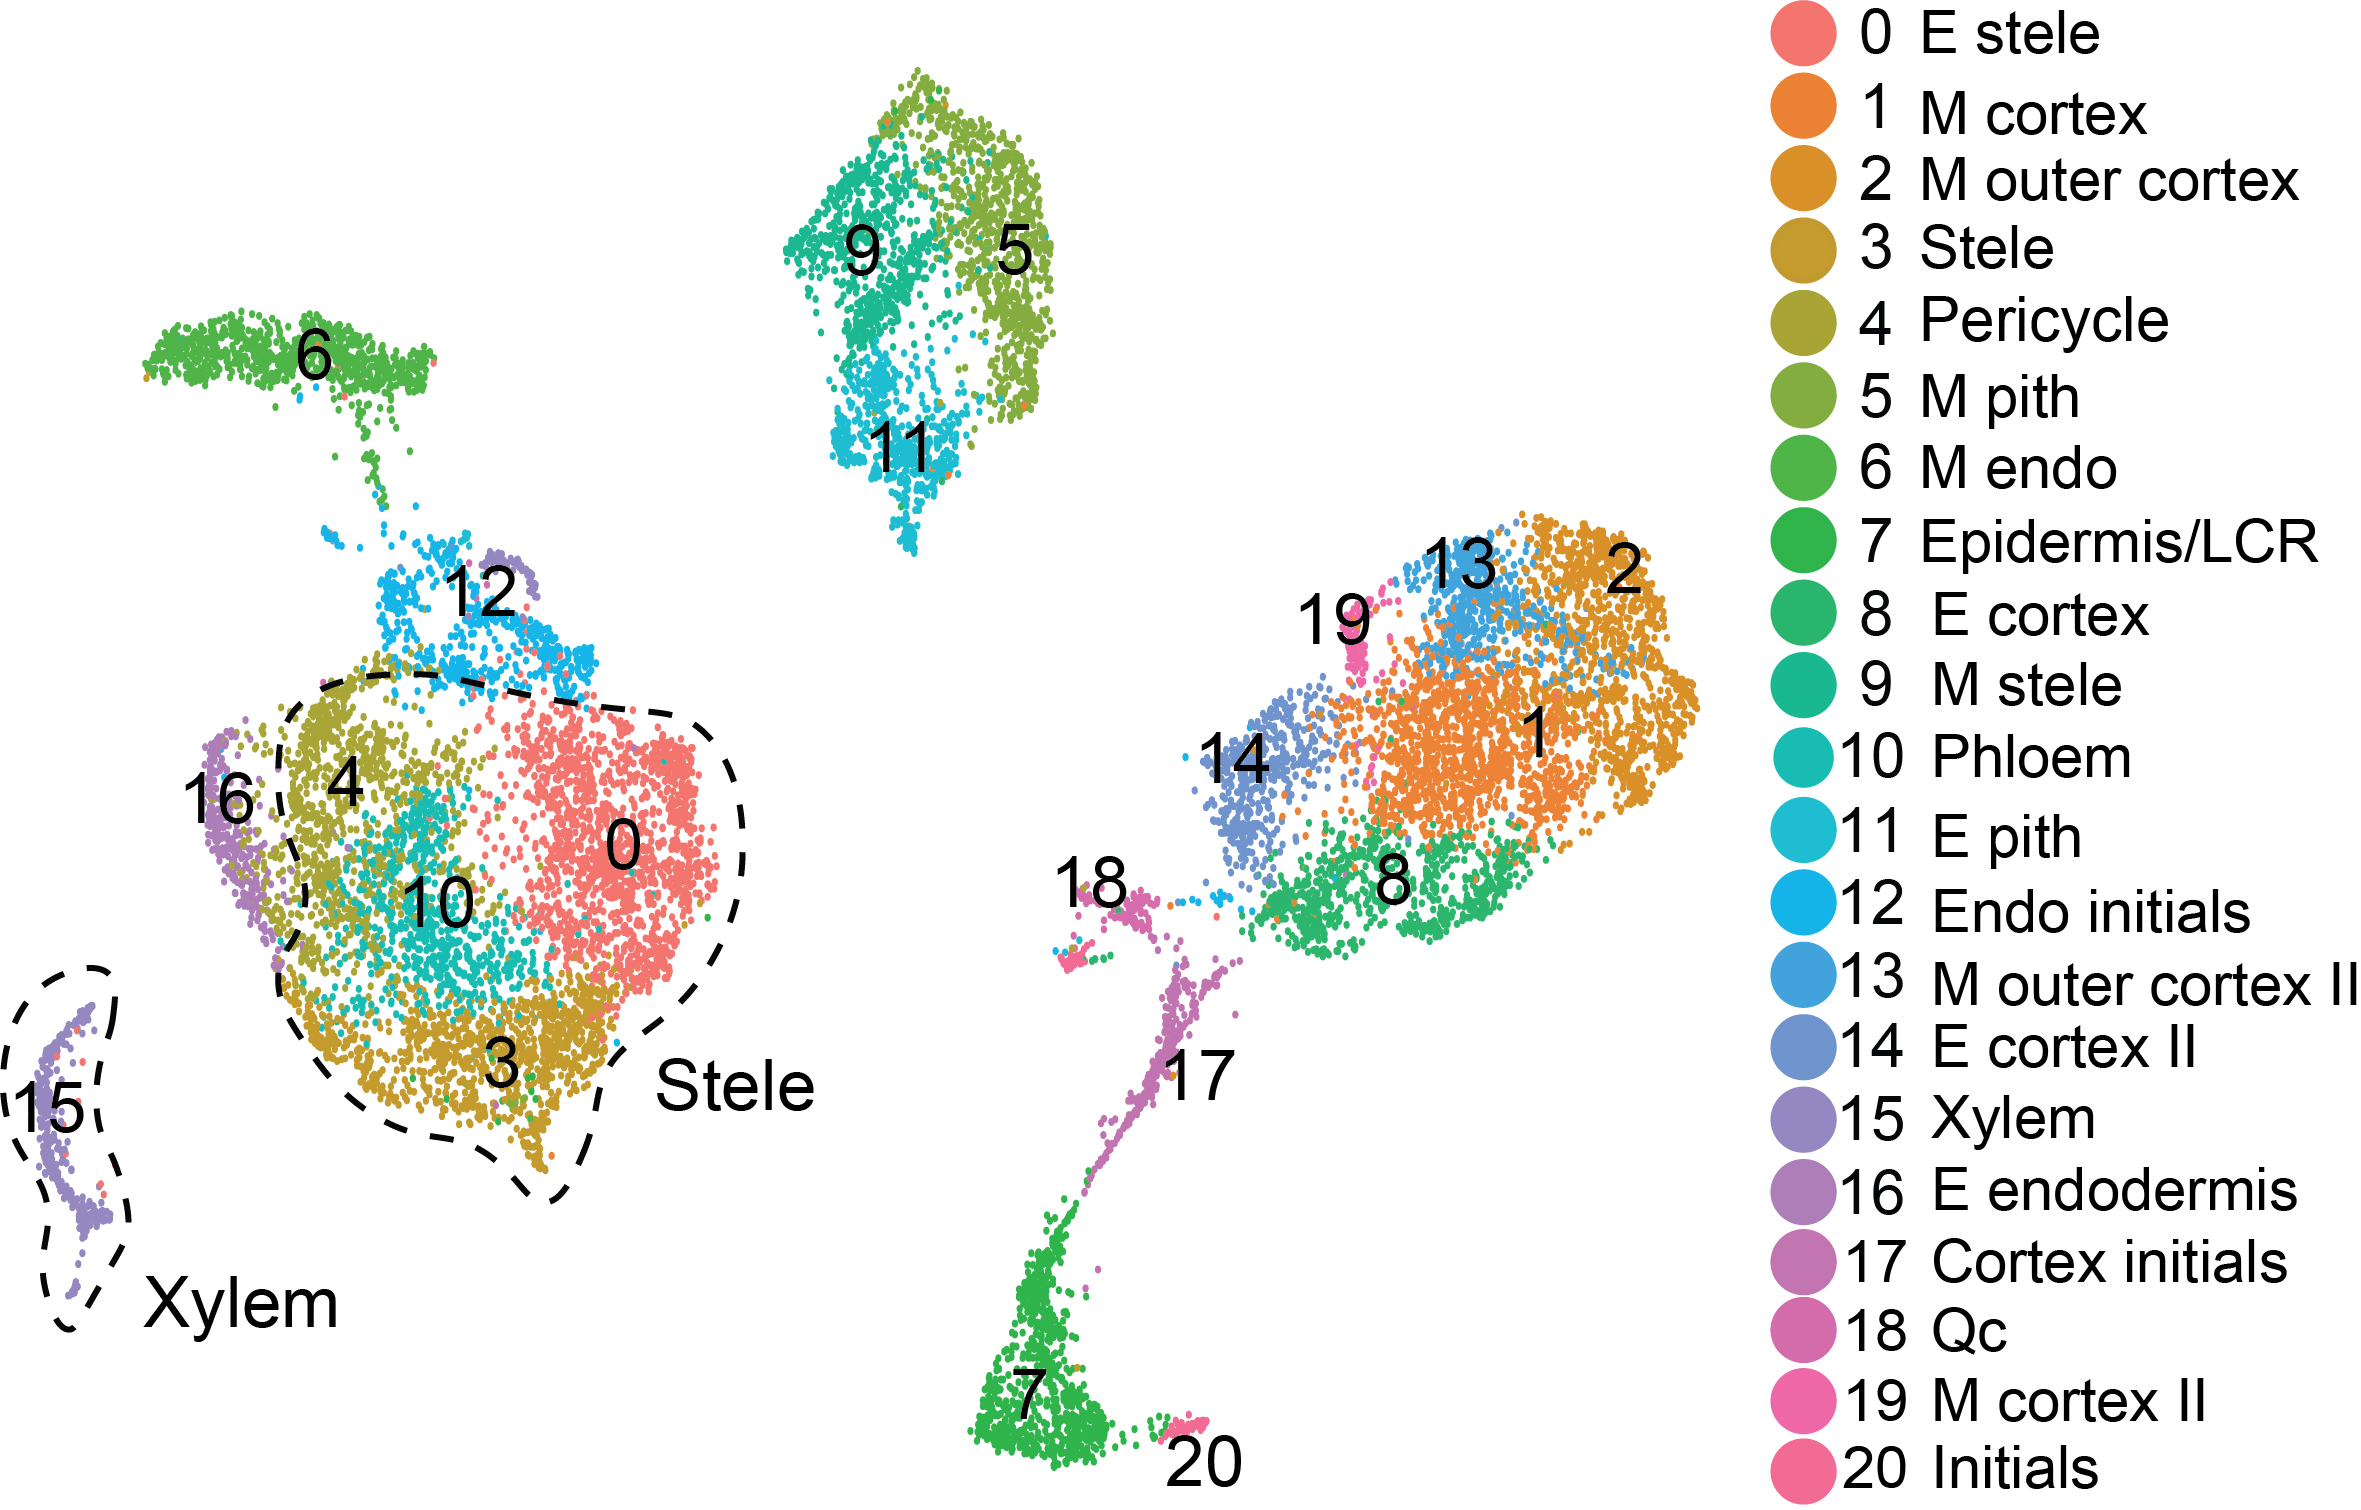 9
5
6
11
12
13
2
19
1
14
16
4
0
10
18
8
3
17
Stele
15
Xylem
7
20
0 E stele
1 M cortex
2 M outer cortex
3 Stele
4 Pericycle
5 M pith
6 M endo
7 Epidermis/LCR
8 E cortex
9 M stele
10 Phloem
11 E pith
12 Endo initials
13 M outer cortex II
14 E cortex II
15 Xylem
16 E endodermis
17 Cortex initials
18 Qc
19 M cortex II
20 Initials